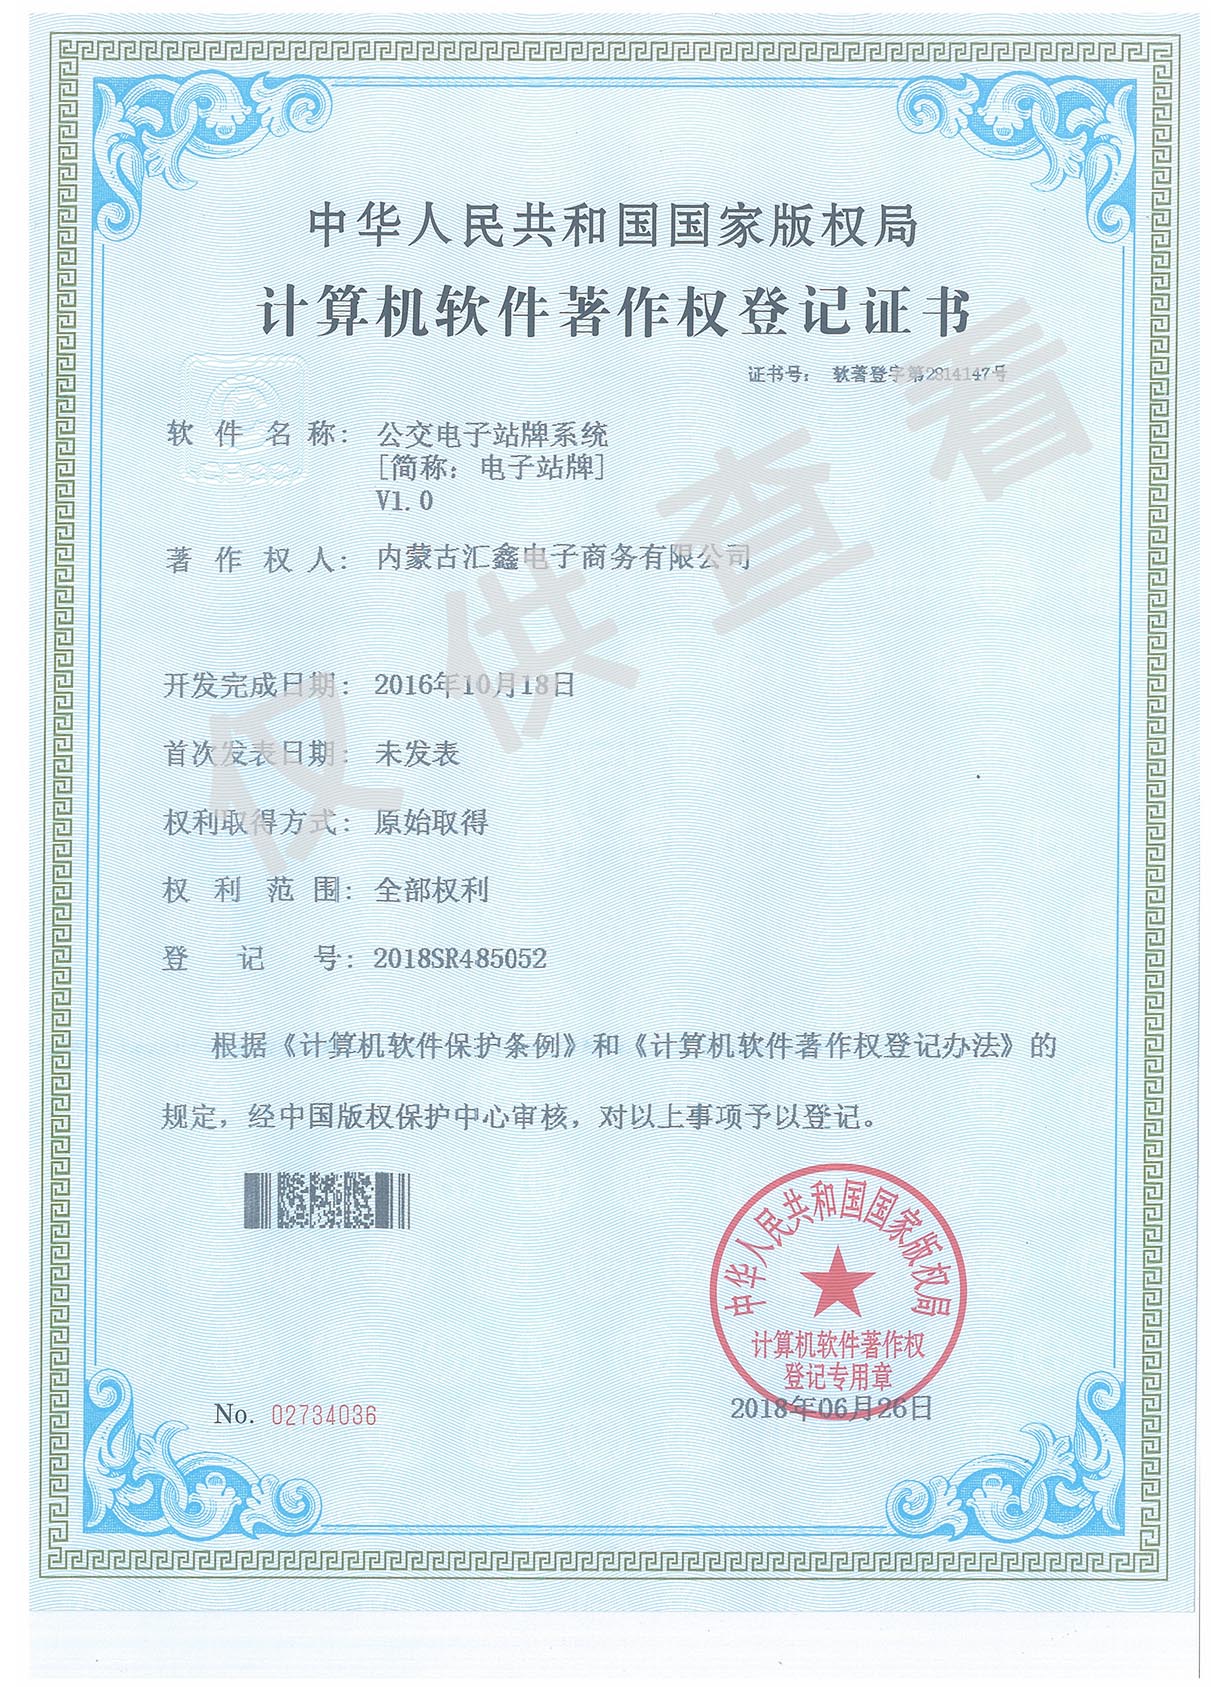 中华人民共和国国家版权局
计算机软件著作权登记证书
证书号： 软著登字第2814147号
软件名称： 公交电子站牌系统
[简称：电子站牌]
V1.0
著作权人： 内蒙古汇鑫电子商务有限公司
开发完成日期： 2016年10月18日
首次发表日期： 未发表
权利取得方式： 原始取得
权利范围： 全部权利
登记号： 2018SR485052
根据《计算机软件保护条例》和《计算机软件著作权登记办法》的
规定，经中国版权保护中心审核，对以上事项予以登记。
中华人民共和国国家版权局
计算机软件著作权
登记专用章
2018年06月26日
No. 02734036
仅供查看